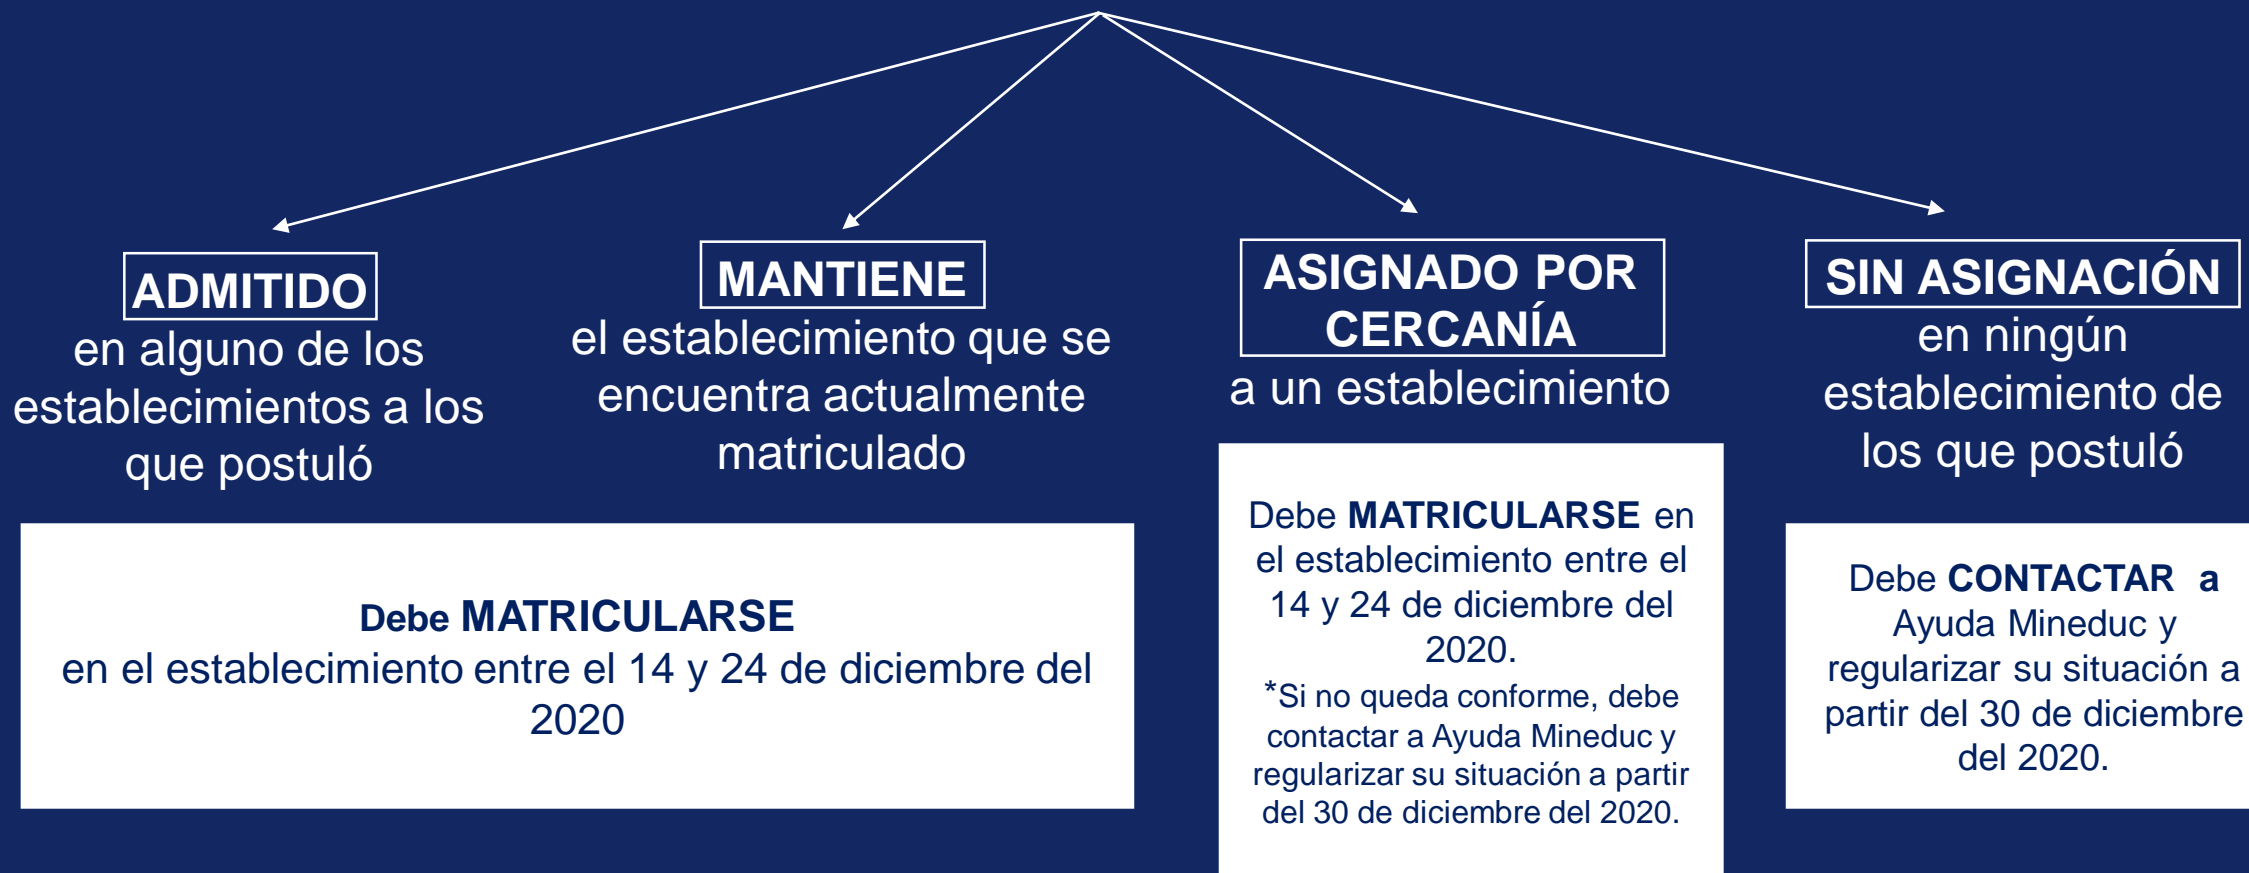 ADMITIDO
en alguno de los
establecimientos a los
que postuló
MANTIENE
el establecimiento que se
encuentra actualmente
matriculado
ASIGNADO POR
CERCANÍA
a un establecimiento
SIN ASIGNACIÓN
en ningún
establecimiento de
los que postuló
Debe MATRICULARSE
en el establecimiento entre el 14 y 24 de diciembre del
2020
Debe MATRICULARSE en
el establecimiento entre el
14 y 24 de diciembre del
2020.
*Si no queda conforme, debe
contactar a Ayuda Mineduc y
regularizar su situación a partir
del 30 de diciembre del 2020.
Debe CONTACTAR a
Ayuda Mineduc y
regularizar su situación a
partir del 30 de diciembre
del 2020.